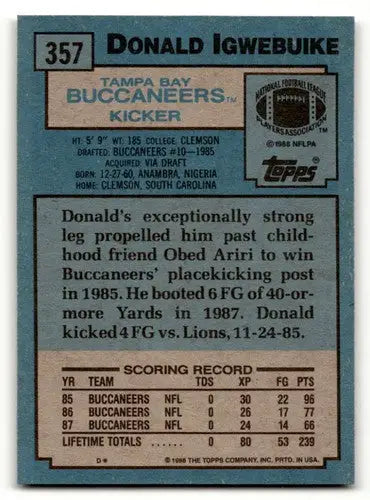 357 DONALD IGWEBUIKE
TAMPA BAY
BUCCANEERS™
KICKER
NATIONAL FOOTBALL LEAGUE
PLAYERS ASSOCIATION
©1988 NFLPA
Topps
HT: 5' 9" WT: 185 COLLEGE: CLEMSON
DRAFTED: BUCCANEERS #10—1985
ACQUIRED: VIA DRAFT
BORN: 12-27-60, ANAMBRA, NIGERIA
HOME: CLEMSON, SOUTH CAROLINA
Donald's exceptionally strong
leg propelled him past child-
hood friend Obed Ariri to win
Buccaneers' placekicking post
in 1985. He booted 6 FG of 40-or-
more Yards in 1987. Donald
kicked 4 FG vs. Lions, 11-24-85.
SCORING RECORD
YR TEAM TDS XP FG PTS
85 BUCCANEERS NFL 0 30 22 96
86 BUCCANEERS NFL 0 26 17 77
87 BUCCANEERS NFL 0 24 14 66
LIFETIME TOTALS ..... 0 80 53 239
D* ©1988 THE TOPPS COMPANY, INC. PRTD. IN USA.